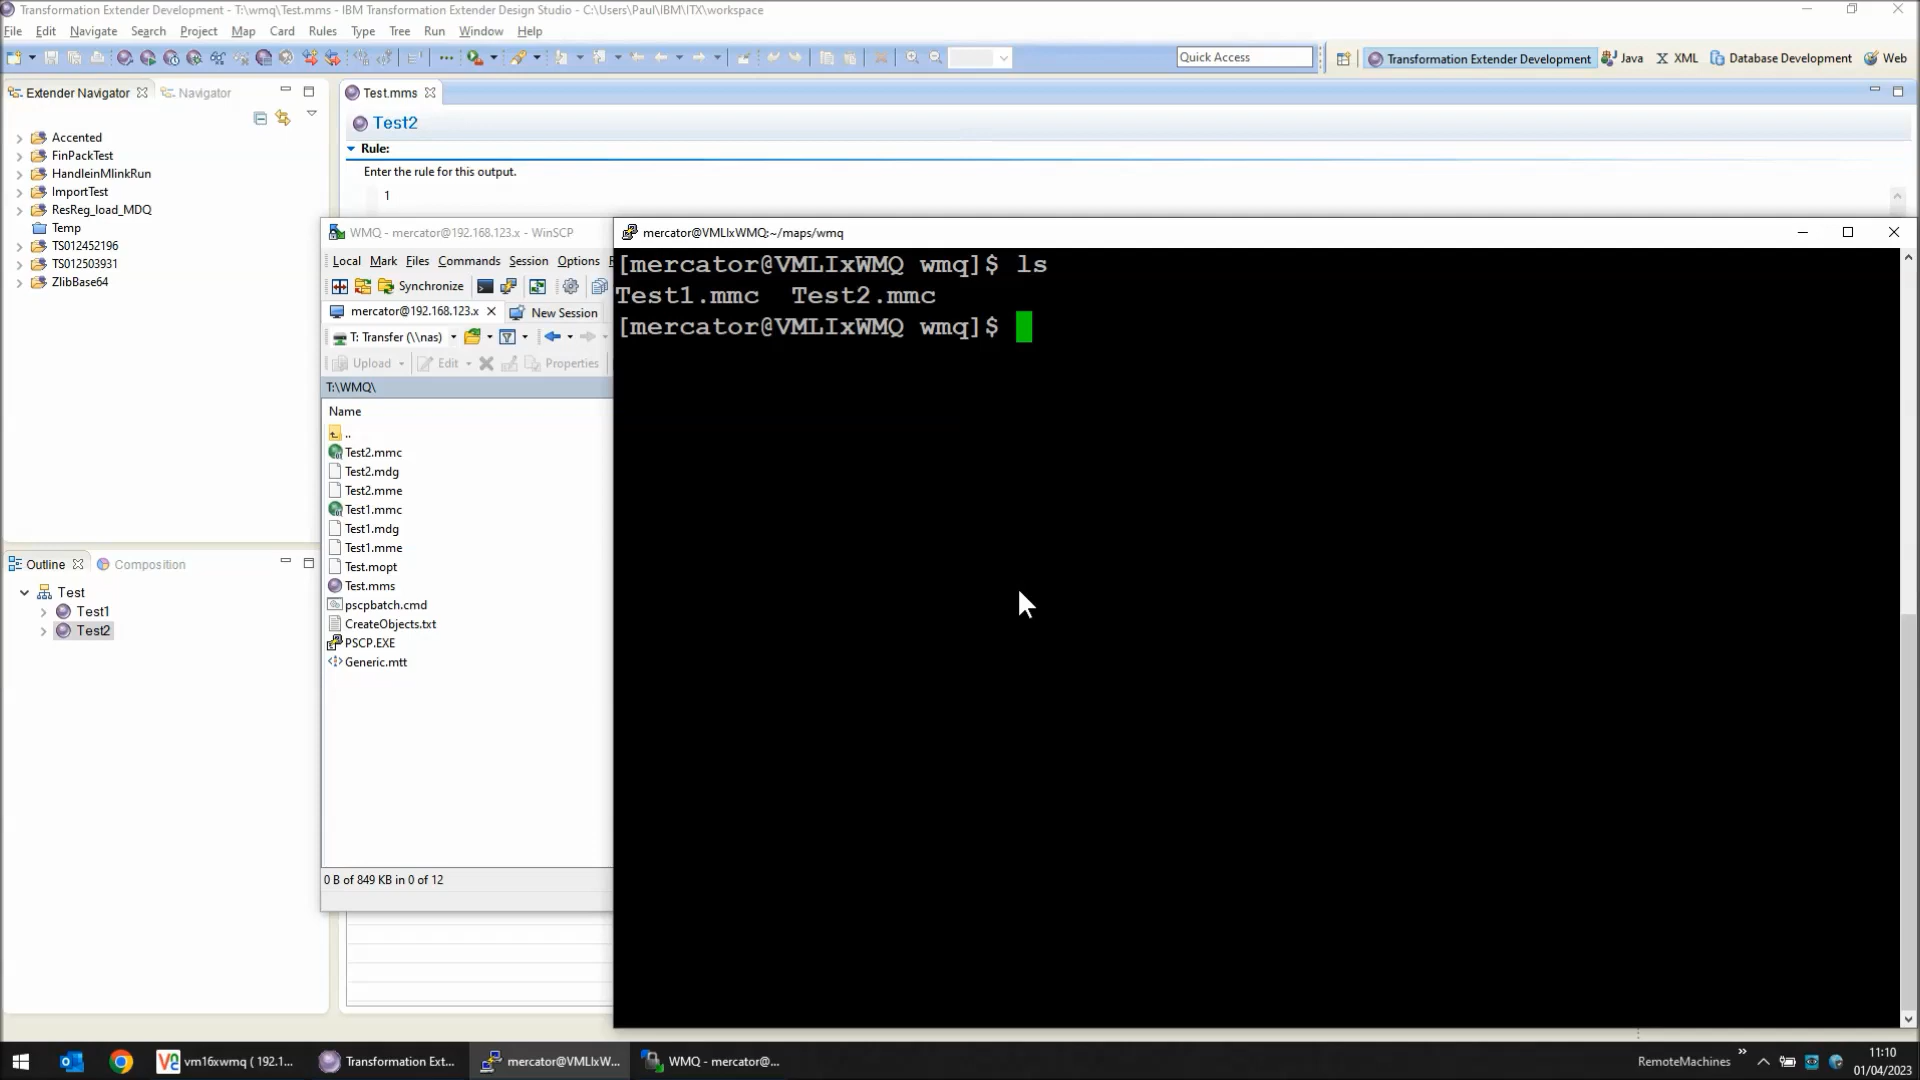 Transformation Extender Development - T:\wmq\Test.mms - IBM Transformation Extender Design Studio - C:\Users\Paul\IBM\ITX\workspace
File Edit Navigate Search Project Map Card Rules Type Tree Run Window Help
Quick Access
Transformation Extender Development
Java
XML
Database Development
Web
Extender Navigator
Navigator
Accented
FinPackTest
HandleinMlinkRun
ImportTest
ResReg_load_MDQ
Temp
TS012452196
TS012503931
ZlibBase64
Outline
Composition
Test
Test1
Test2
Test.mms
Test2
Rule:
Enter the rule for this output.
1
WMQ - mercator@192.168.123.x - WinSCP
Local Mark Files Commands Session Options
Synchronize
mercator@192.168.123.x
New Session
T: Transfer (\\nas)
Upload
Edit
Properties
T:\WMQ\
Name
..
Test2.mmc
Test2.mdg
Test2.mme
Test1.mmc
Test1.mdg
Test1.mme
Test.mopt
Test.mms
pscpbatch.cmd
CreateObjects.txt
PSCP.EXE
Generic.mtt
0 B of 849 KB in 0 of 12
mercator@VMLIxWMQ:~/maps/wmq
[mercator@VMLIxWMQ wmq]$ ls
Test1.mmc Test2.mmc
[mercator@VMLIxWMQ wmq]$
vm16xwmq ( 192.1...
Transformation Ext...
mercator@VMLIxW...
WMQ - mercator@...
RemoteMachines
11:10
01/04/2023